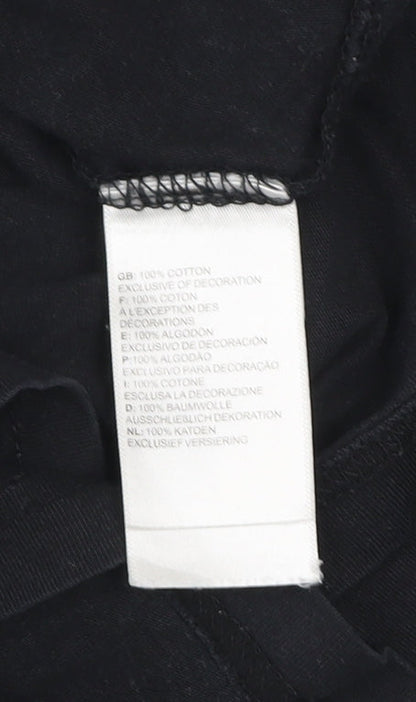 GB: 100% COTTON
EXCLUSIVE OF DECORATION
F: 100% COTON
A L'EXCEPTION DES
DÉCORATIONS
E: 100% ALGODON
EXCLUSIVO DE DECORACIÓN
P: 100% ALGODÃO
EXCLUSIVO PARA DECORAÇÃO
I: 100% COTONE
ESCLUSA LA DECORAZIONE
D: 100% BAUMWOLLE
AUSSCHLIEßLICH DEKORATION
NL: 100% KATOEN
EXCLUSIEF VERSIERING